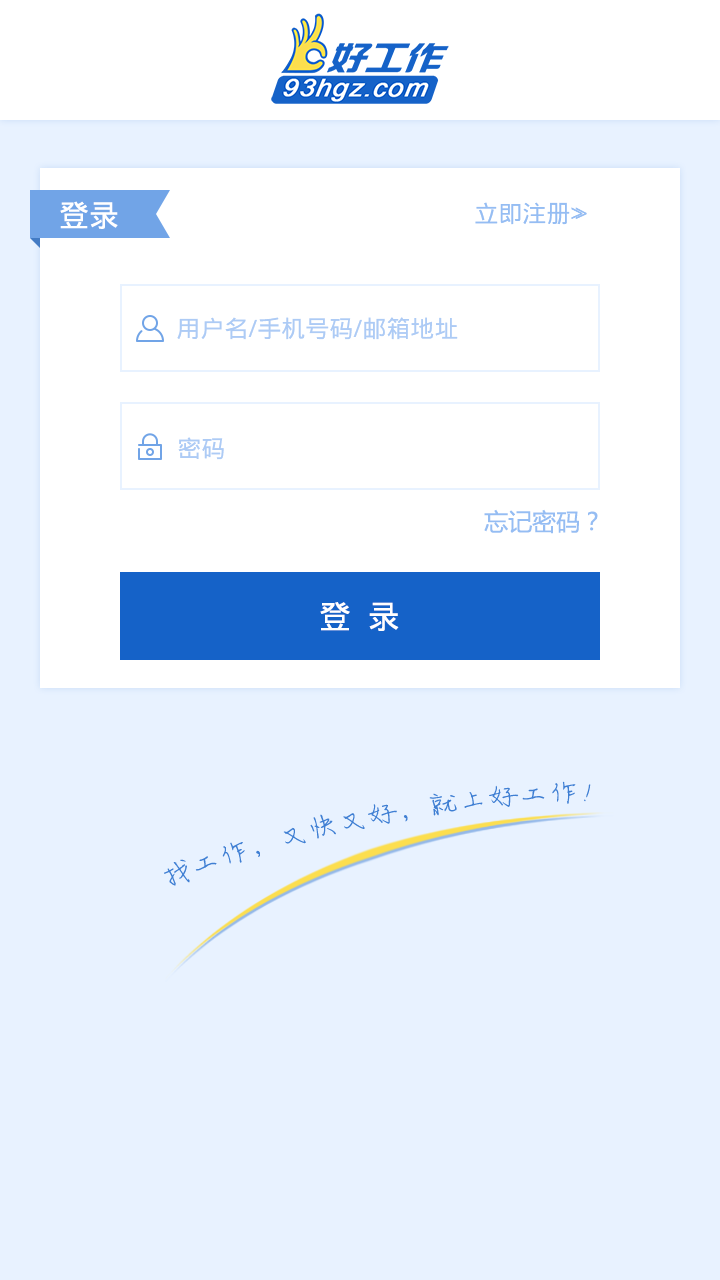 好工作
93hgz.com
登录
立即注册≫
用户名/手机号码/邮箱地址
密码
忘记密码？
登 录
找工作，又快又好，就上好工作！